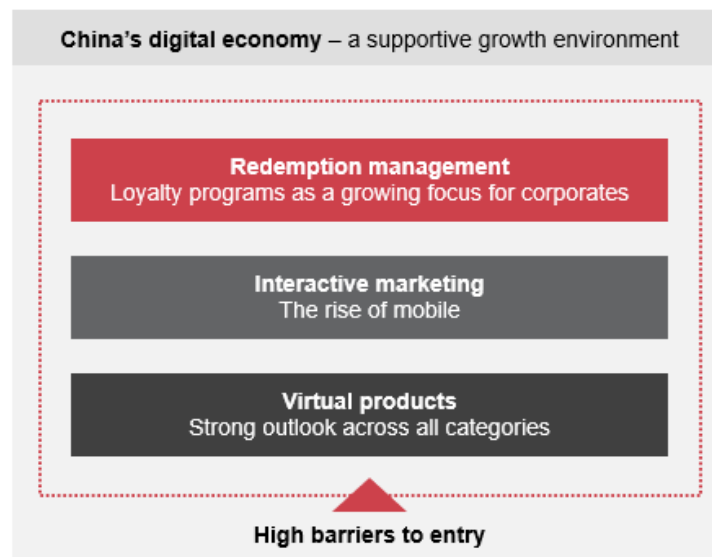 China's digital economy – a supportive growth environment
Redemption management
Loyalty programs as a growing focus for corporates
Interactive marketing
The rise of mobile
Virtual products
Strong outlook across all categories
High barriers to entry